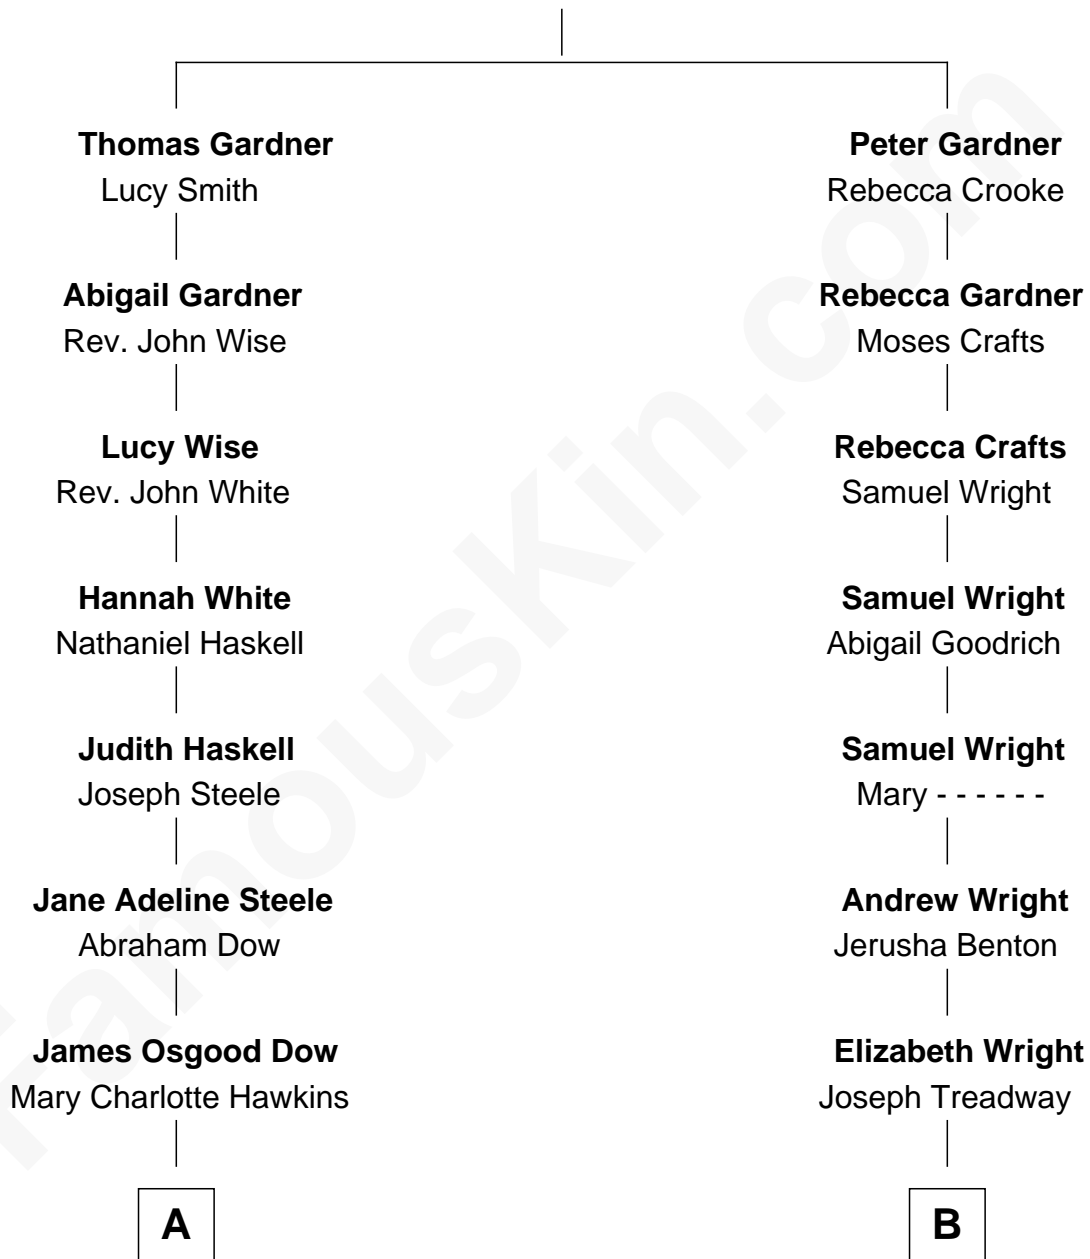 Thomas Gardner
Lucy Smith
Abigail Gardner
Rev. John Wise
Lucy Wise
Rev. John White
Hannah White
Nathaniel Haskell
Judith Haskell
Joseph Steele
Jane Adeline Steele
Abraham Dow
James Osgood Dow
Mary Charlotte Hawkins
A
Peter Gardner
Rebecca Crooke
Rebecca Gardner
Moses Crafts
Rebecca Crafts
Samuel Wright
Samuel Wright
Abigail Goodrich
Samuel Wright
Mary - - - - - -
Andrew Wright
Jerusha Benton
Elizabeth Wright
Joseph Treadway
B
FamousKin.com